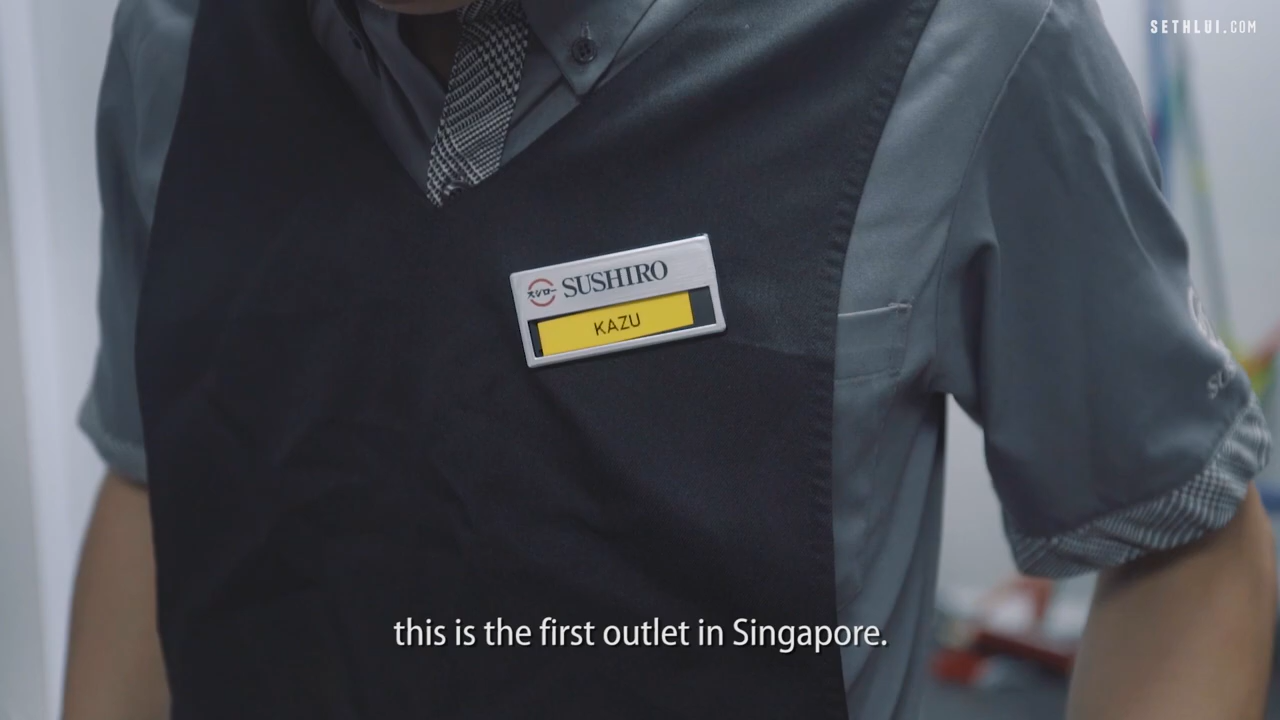 SETHLUI.COM
スシロー SUSHIRO
KAZU
this is the first outlet in Singapore.